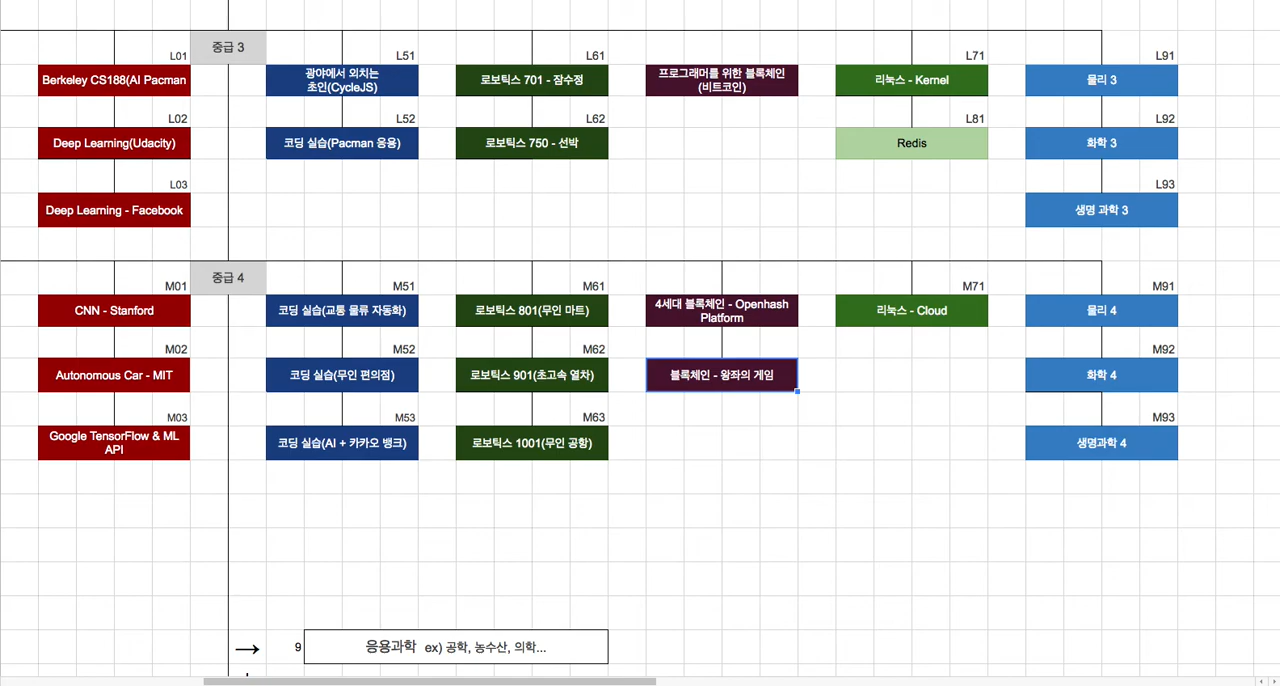 중급 3
L01
L51
L61
L71
L91
Berkeley CS188(AI Pacman
광야에서 외치는
초인(CycleJS)
로보틱스 701 - 잠수정
프로그래머를 위한 블록체인
(비트코인)
리눅스 - Kernel
물리 3
L02
L52
L62
L81
L92
Deep Learning(Udacity)
코딩 실습(Pacman 응용)
로보틱스 750 - 선박
Redis
화학 3
L03
L93
Deep Learning - Facebook
생명 과학 3
중급 4
M01
M51
M61
M71
M91
CNN - Stanford
코딩 실습(교통 물류 자동화)
로보틱스 801(무인 마트)
4세대 블록체인 - Openhash
Platform
리눅스 - Cloud
물리 4
M02
M52
M62
M92
Autonomous Car - MIT
코딩 실습(무인 편의점)
로보틱스 901(초고속 열차)
블록체인 - 왕좌의 게임
화학 4
M03
M53
M63
M93
Google TensorFlow & ML
API
코딩 실습(AI + 카카오 뱅크)
로보틱스 1001(무인 공항)
생명과학 4
→ 9 응용과학 ex) 공학, 농수산, 의학...